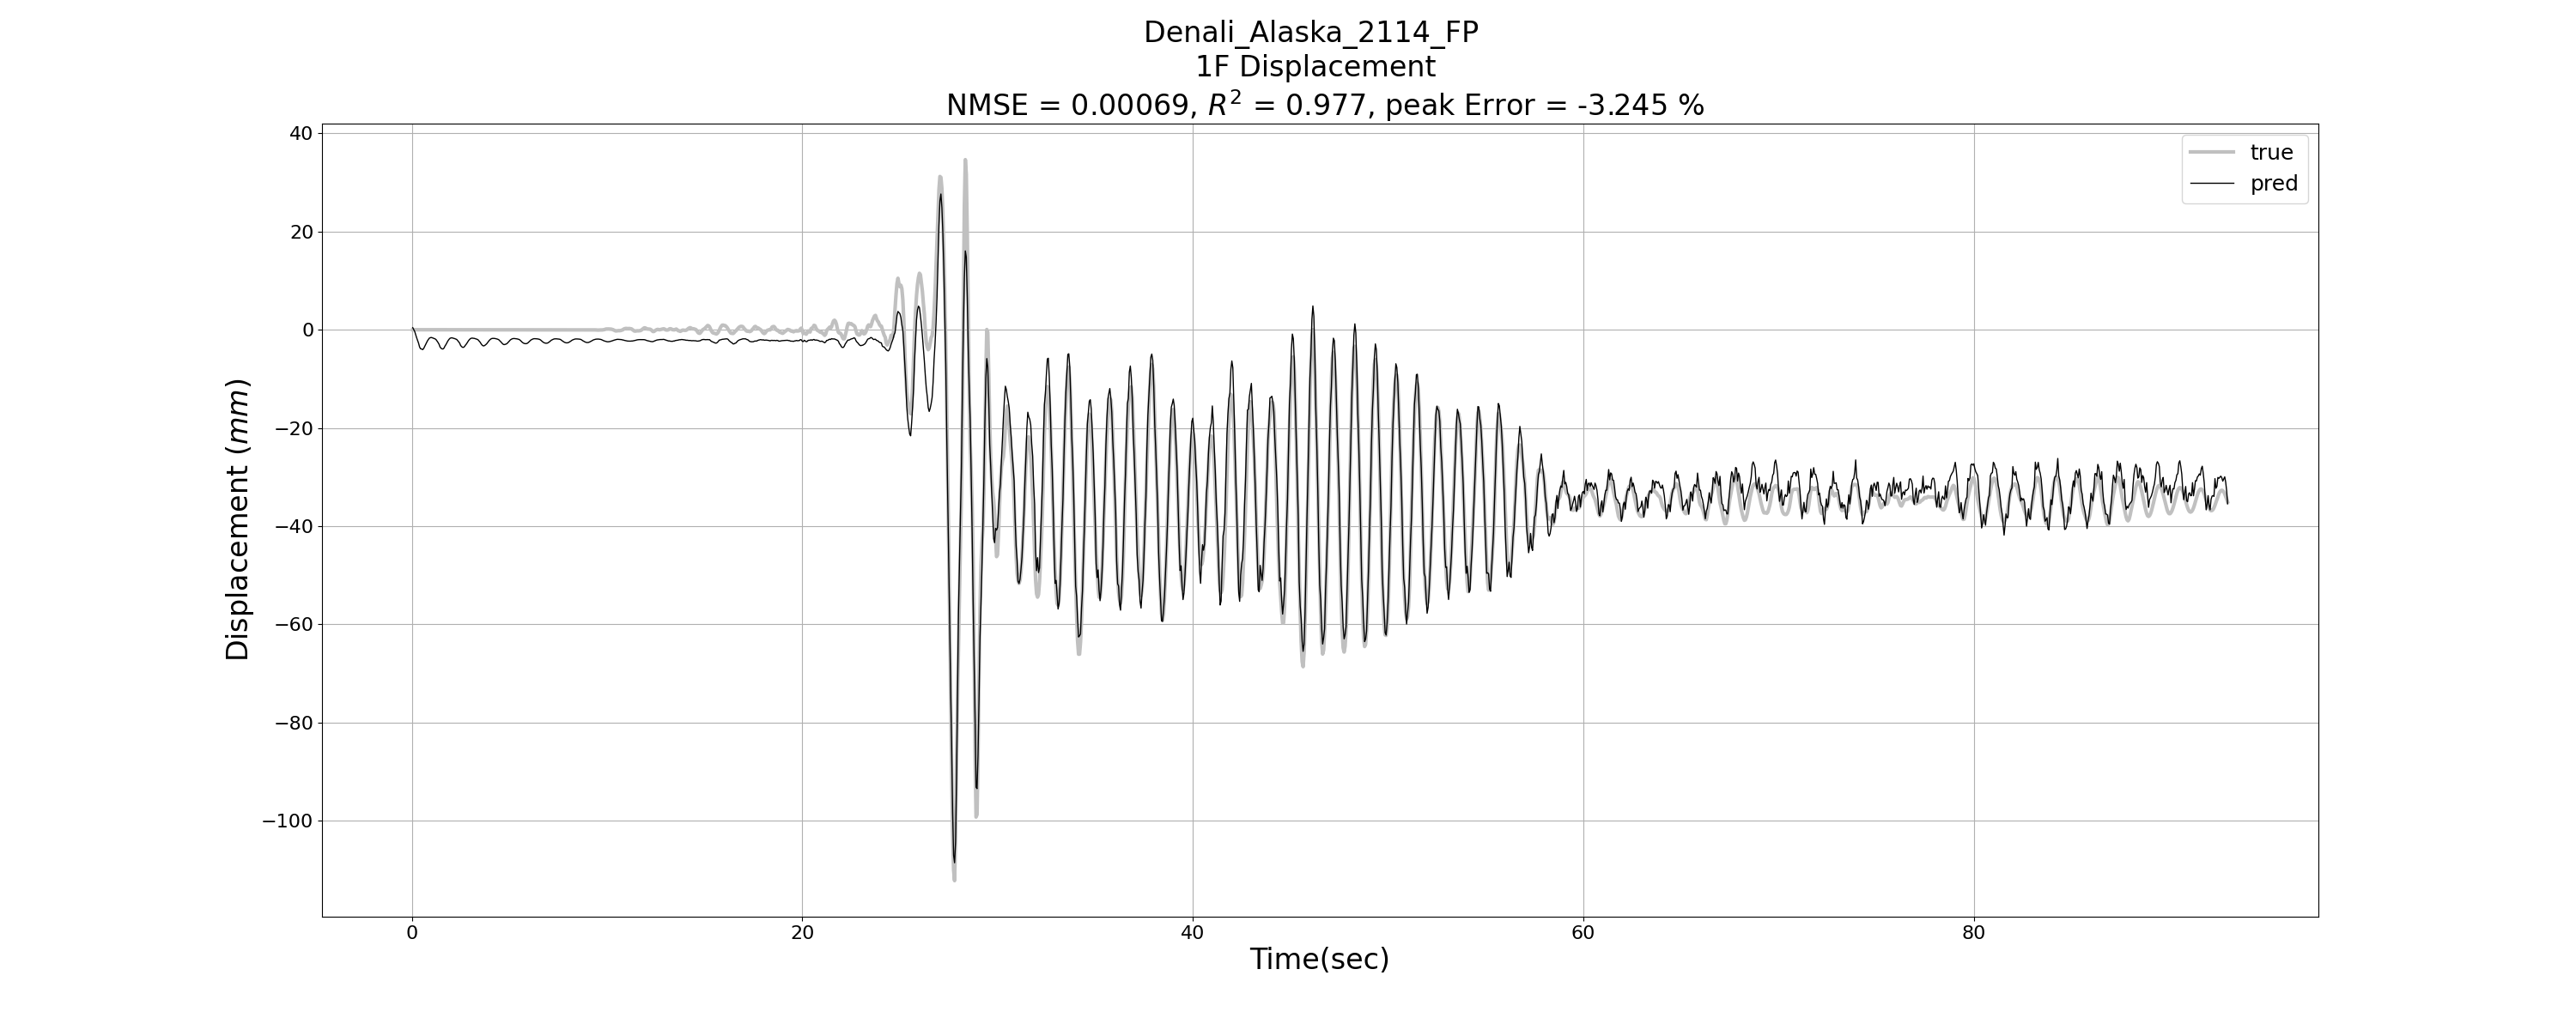 Denali_Alaska_2114_FP
1F Displacement
NMSE = 0.00069, R² = 0.977, peak Error = -3.245 %
true
pred
40
20
0
−20
−40
−60
−80
−100
Displacement (mm)
0
20
40
60
80
Time(sec)